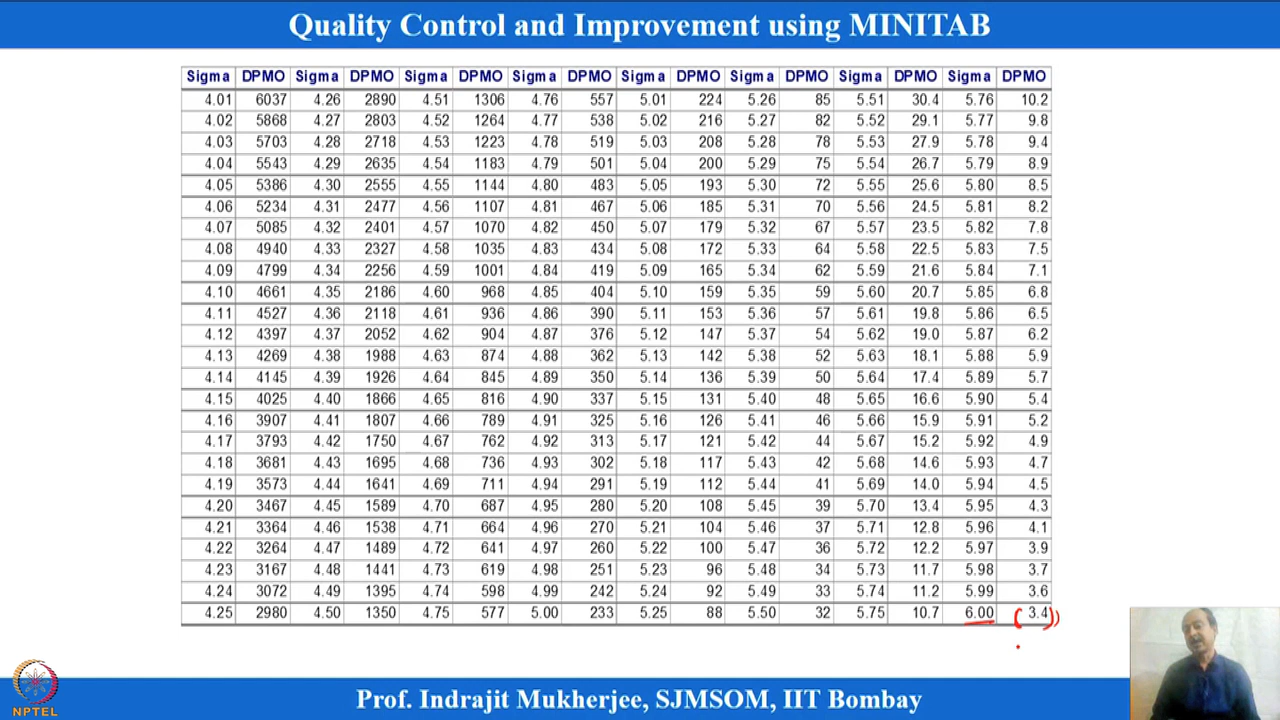 Quality Control and Improvement using MINITAB
Sigma DPMO Sigma DPMO Sigma DPMO Sigma DPMO Sigma DPMO Sigma DPMO Sigma DPMO Sigma DPMO
4.01 6037 4.26 2890 4.51 1306 4.76 557 5.01 224 5.26 85 5.51 30.4 5.76 10.2
4.02 5868 4.27 2803 4.52 1264 4.77 538 5.02 216 5.27 82 5.52 29.1 5.77 9.8
4.03 5703 4.28 2718 4.53 1223 4.78 519 5.03 208 5.28 78 5.53 27.9 5.78 9.4
4.04 5543 4.29 2635 4.54 1183 4.79 501 5.04 200 5.29 75 5.54 26.7 5.79 8.9
4.05 5386 4.30 2555 4.55 1144 4.80 483 5.05 193 5.30 72 5.55 25.6 5.80 8.5
4.06 5234 4.31 2477 4.56 1107 4.81 467 5.06 185 5.31 70 5.56 24.5 5.81 8.2
4.07 5085 4.32 2401 4.57 1070 4.82 450 5.07 179 5.32 67 5.57 23.5 5.82 7.8
4.08 4940 4.33 2327 4.58 1035 4.83 434 5.08 172 5.33 64 5.58 22.5 5.83 7.5
4.09 4799 4.34 2256 4.59 1001 4.84 419 5.09 165 5.34 62 5.59 21.6 5.84 7.1
4.10 4661 4.35 2186 4.60 968 4.85 404 5.10 159 5.35 59 5.60 20.7 5.85 6.8
4.11 4527 4.36 2118 4.61 936 4.86 390 5.11 153 5.36 57 5.61 19.8 5.86 6.5
4.12 4397 4.37 2052 4.62 904 4.87 376 5.12 147 5.37 54 5.62 19.0 5.87 6.2
4.13 4269 4.38 1988 4.63 874 4.88 362 5.13 142 5.38 52 5.63 18.1 5.88 5.9
4.14 4145 4.39 1926 4.64 845 4.89 350 5.14 136 5.39 50 5.64 17.4 5.89 5.7
4.15 4025 4.40 1866 4.65 816 4.90 337 5.15 131 5.40 48 5.65 16.6 5.90 5.4
4.16 3907 4.41 1807 4.66 789 4.91 325 5.16 126 5.41 46 5.66 15.9 5.91 5.2
4.17 3793 4.42 1750 4.67 762 4.92 313 5.17 121 5.42 44 5.67 15.2 5.92 4.9
4.18 3681 4.43 1695 4.68 736 4.93 302 5.18 117 5.43 42 5.68 14.6 5.93 4.7
4.19 3573 4.44 1641 4.69 711 4.94 291 5.19 112 5.44 41 5.69 14.0 5.94 4.5
4.20 3467 4.45 1589 4.70 687 4.95 280 5.20 108 5.45 39 5.70 13.4 5.95 4.3
4.21 3364 4.46 1538 4.71 664 4.96 270 5.21 104 5.46 37 5.71 12.8 5.96 4.1
4.22 3264 4.47 1489 4.72 641 4.97 260 5.22 100 5.47 36 5.72 12.2 5.97 3.9
4.23 3167 4.48 1441 4.73 619 4.98 251 5.23 96 5.48 34 5.73 11.7 5.98 3.7
4.24 3072 4.49 1395 4.74 598 4.99 242 5.24 92 5.49 33 5.74 11.2 5.99 3.6
4.25 2980 4.50 1350 4.75 577 5.00 233 5.25 88 5.50 32 5.75 10.7 6.00 3.4
NPTEL
Prof. Indrajit Mukherjee, SJMSOM, IIT Bombay